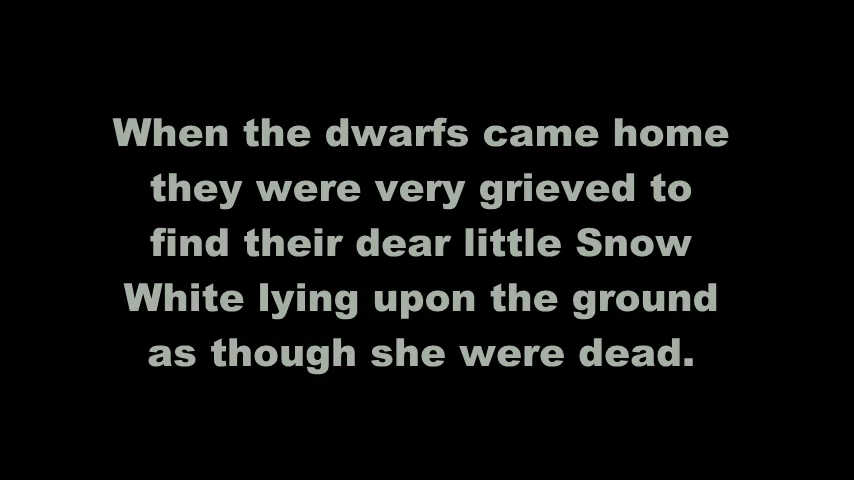 When the dwarfs came home
they were very grieved to
find their dear little Snow
White lying upon the ground
as though she were dead.